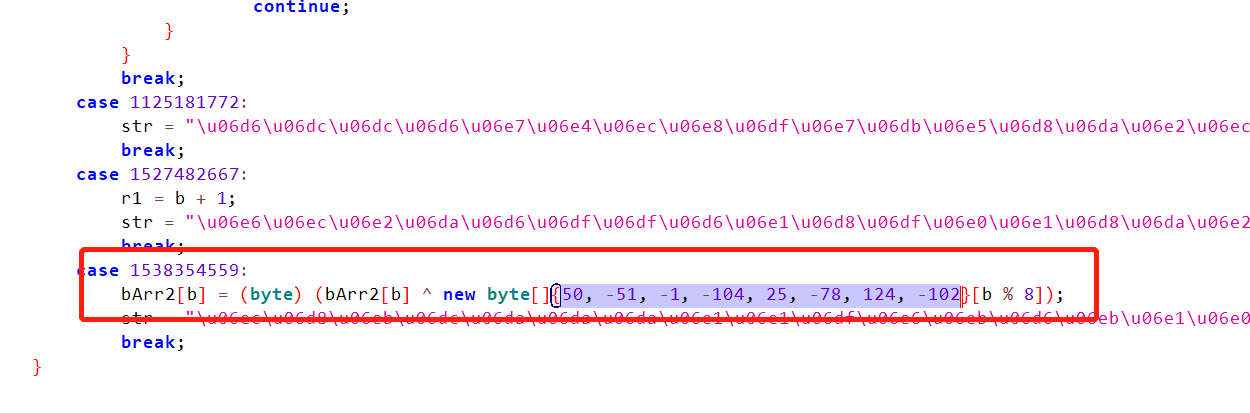 continue;
}
}
break;
case 1125181772:
str = "\u06d6\u06dc\u06dc\u06d6\u06e7\u06e4\u06ec\u06e8\u06df\u06e7\u06db\u06e5\u06d8\u06da\u06e2\u06ec
break;
case 1527482667:
r1 = b + 1;
str = "\u06e6\u06ec\u06e2\u06da\u06d6\u06df\u06df\u06d6\u06e1\u06d8\u06df\u06e0\u06e1\u06d8\u06da\u06e2
break;
case 1538354559:
bArr2[b] = (byte) (bArr2[b] ^ new byte[]{50, -51, -1, -104, 25, -78, 124, -102}[b % 8]);
str = "\u06ec\u06d8\u06eb\u06dc\u06da\u06da\u06e1\u06e1\u06df\u06e6\u06eb\u06d6\u06eb\u06e1\u06e0
break;
}